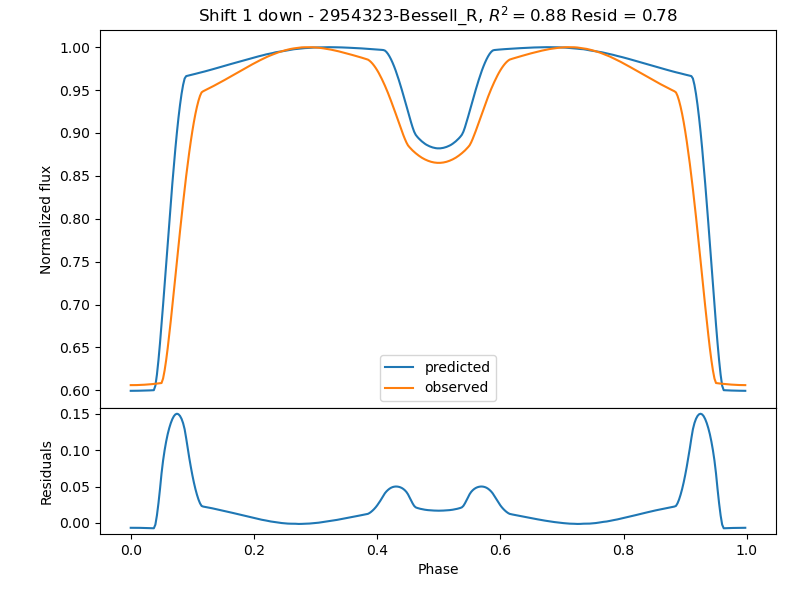 Shift 1 down - 2954323-Bessell_R, R² = 0.88 Resid = 0.78
Normalized flux
1.00
0.95
0.90
0.85
0.80
0.75
0.70
0.65
0.60
predicted
observed
Residuals
0.15
0.10
0.05
0.00
0.0 0.2 0.4 0.6 0.8 1.0
Phase